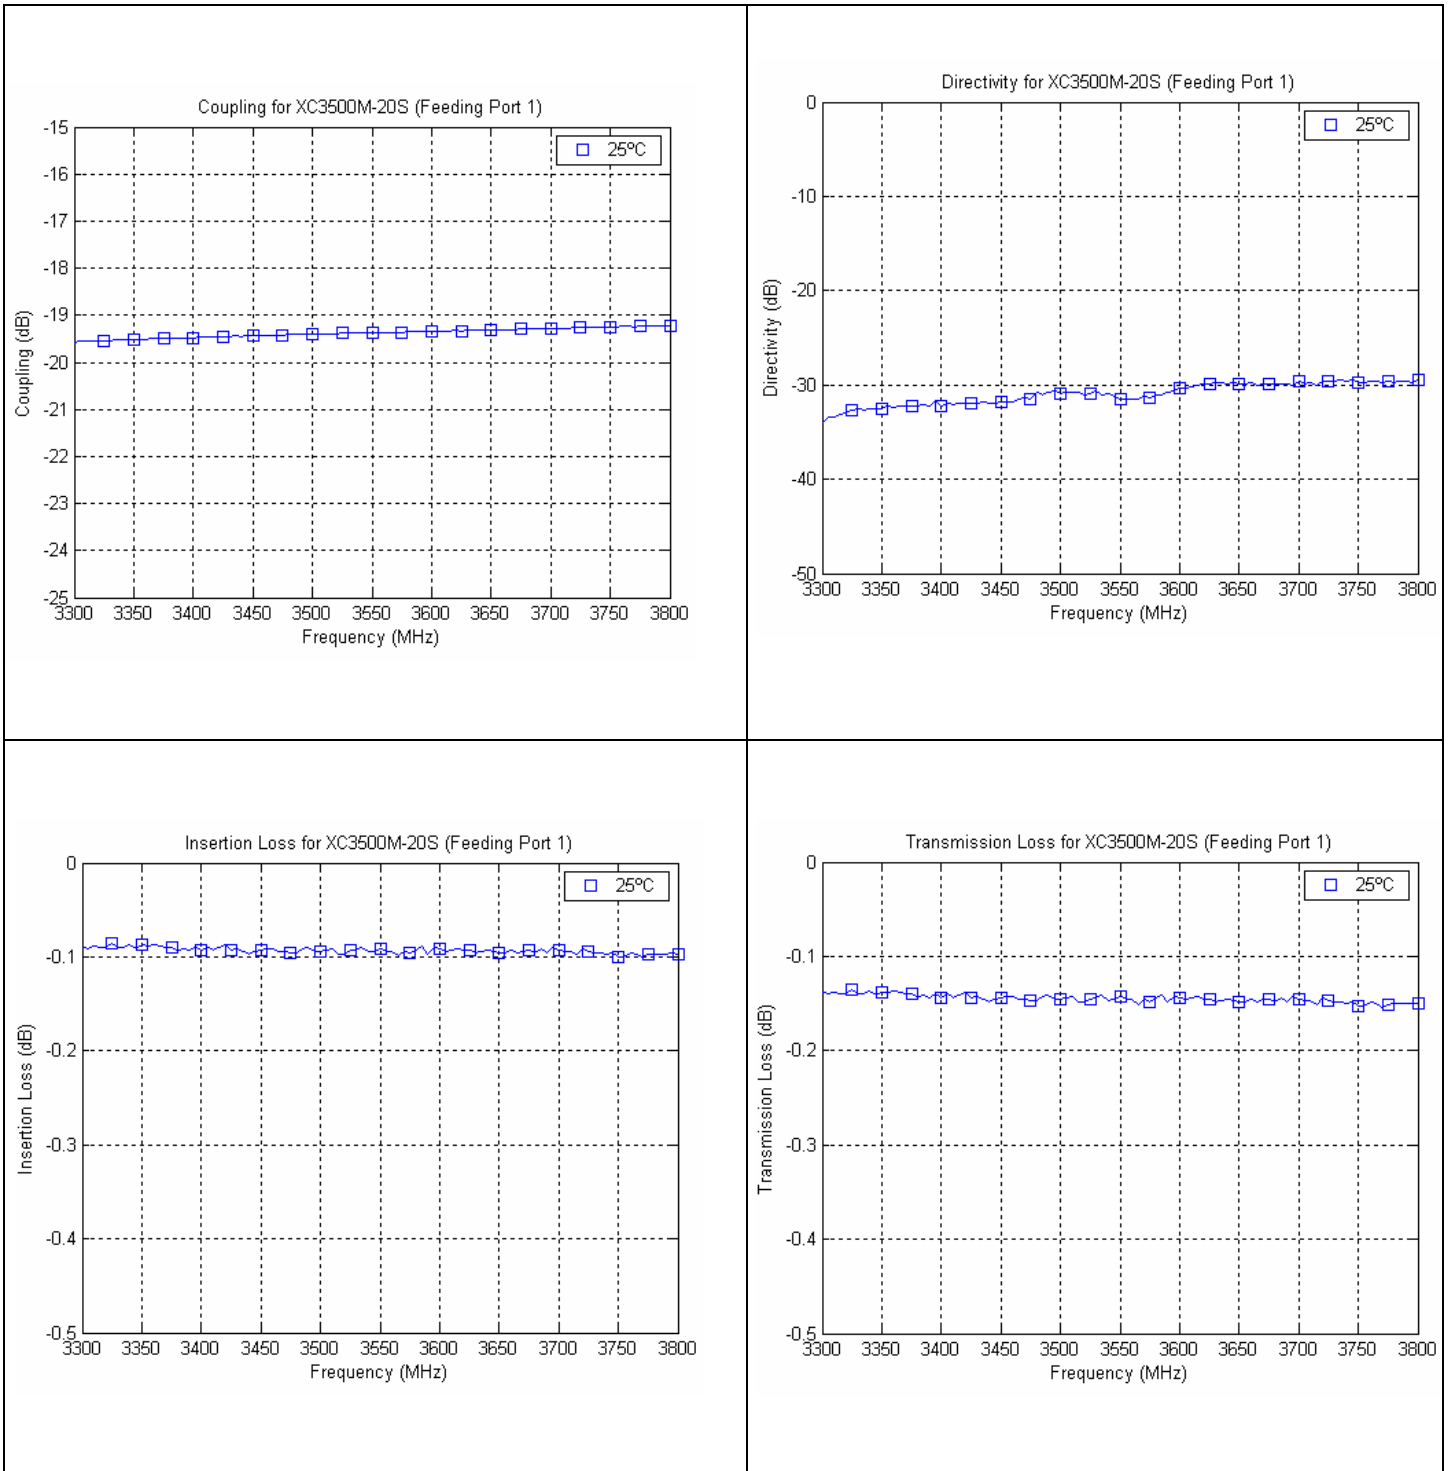 Coupling for XC3500M-20S (Feeding Port 1)
25ºC
-15
-16
-17
-18
-19
-20
-21
-22
-23
-24
-25
Coupling (dB)
3300 3350 3400 3450 3500 3550 3600 3650 3700 3750 3800
Frequency (MHz)
Directivity for XC3500M-20S (Feeding Port 1)
25ºC
0
-10
-20
-30
-40
-50
Directivity (dB)
3300 3350 3400 3450 3500 3550 3600 3650 3700 3750 3800
Frequency (MHz)
Insertion Loss for XC3500M-20S (Feeding Port 1)
25ºC
0
-0.1
-0.2
-0.3
-0.4
-0.5
Insertion Loss (dB)
3300 3350 3400 3450 3500 3550 3600 3650 3700 3750 3800
Frequency (MHz)
Transmission Loss for XC3500M-20S (Feeding Port 1)
25ºC
0
-0.1
-0.2
-0.3
-0.4
-0.5
Transmission Loss (dB)
3300 3350 3400 3450 3500 3550 3600 3650 3700 3750 3800
Frequency (MHz)